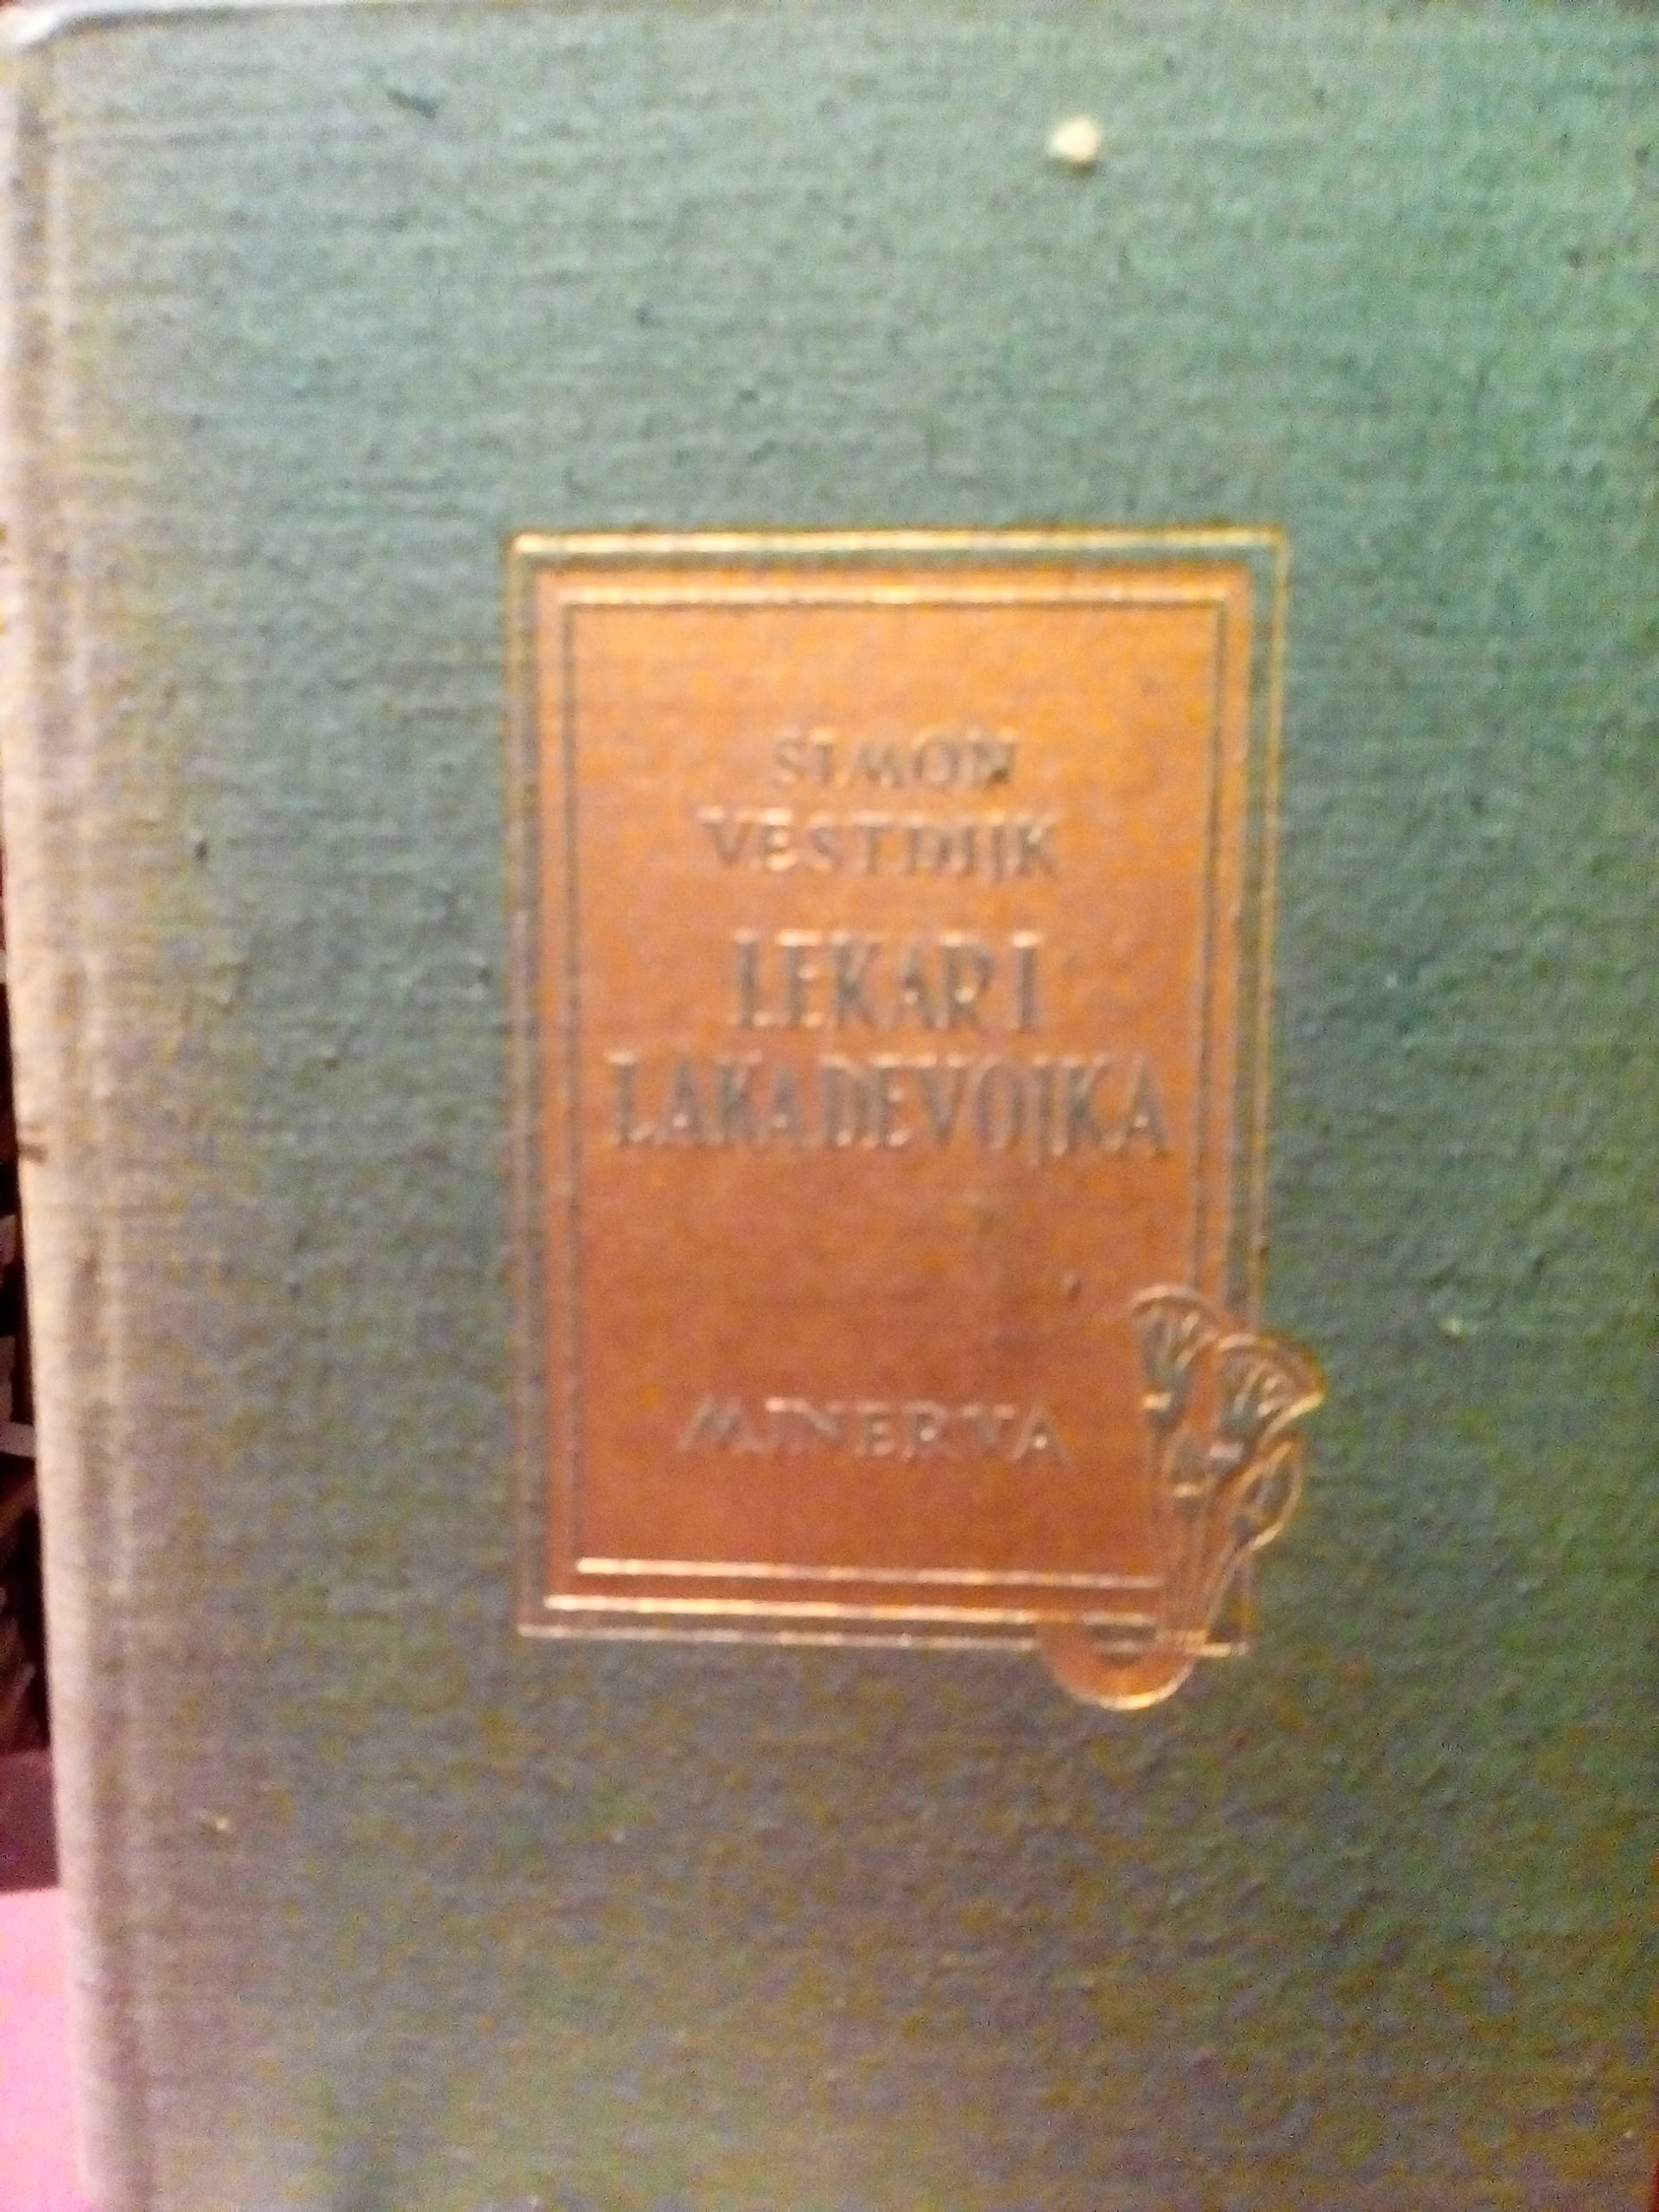 SIMON
VESTDIJK
LEKAR I
LAKA DEVOJKA
MINERVA